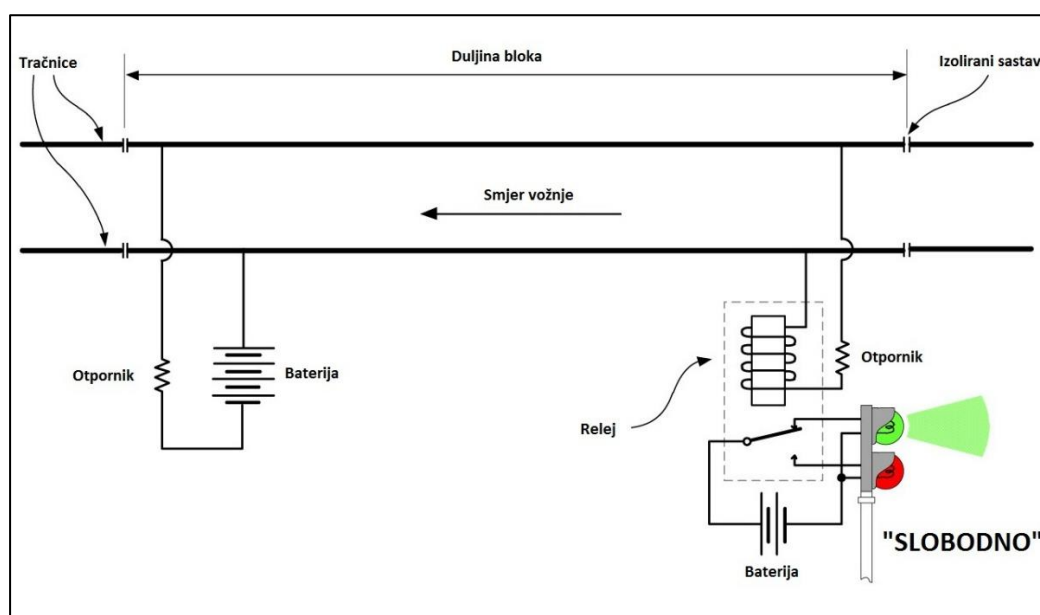 Duljina bloka
Tračnice
Izolirani sastav
Smjer vožnje
Otpornik
Baterija
Otpornik
Relej
"SLOBODNO"
Baterija